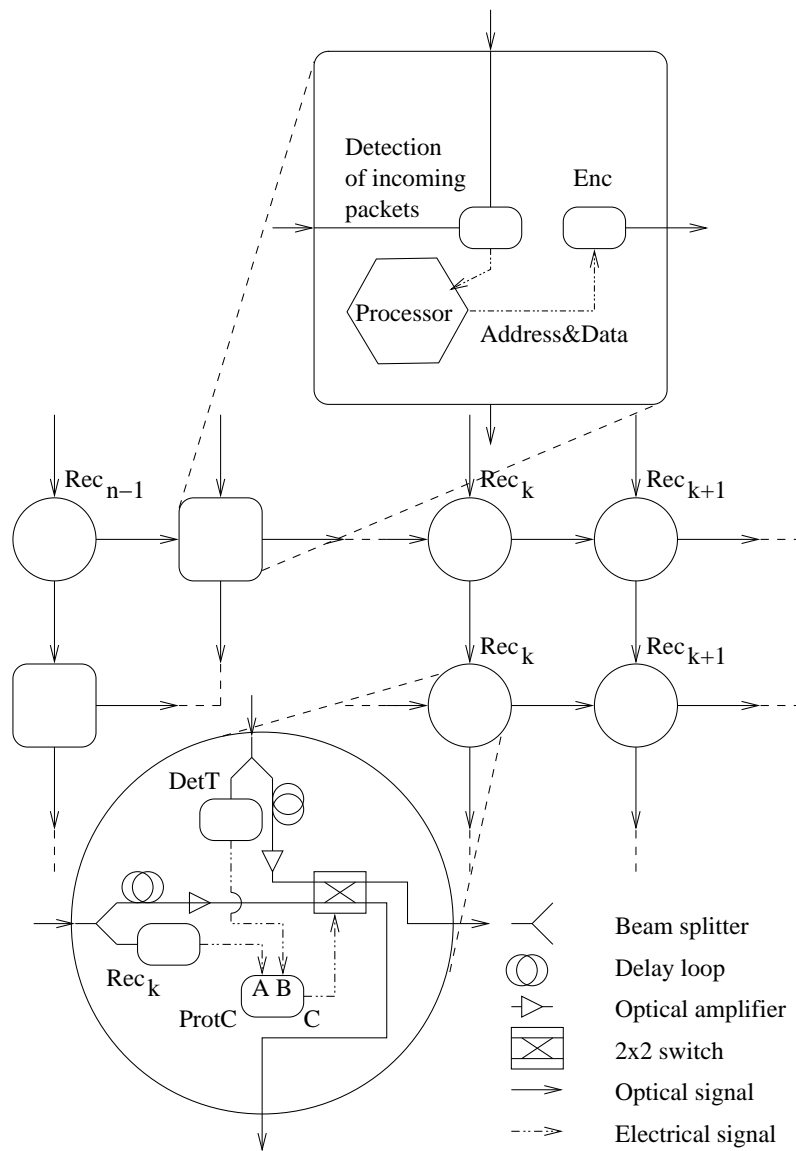 Detection
of incoming
packets
Enc
Processor
Address&Data
Rec n−1
Rec k
Rec k+1
Rec k
Rec k+1
DetT
Rec k
A B
ProtC
C
Beam splitter
Delay loop
Optical amplifier
2x2 switch
Optical signal
Electrical signal